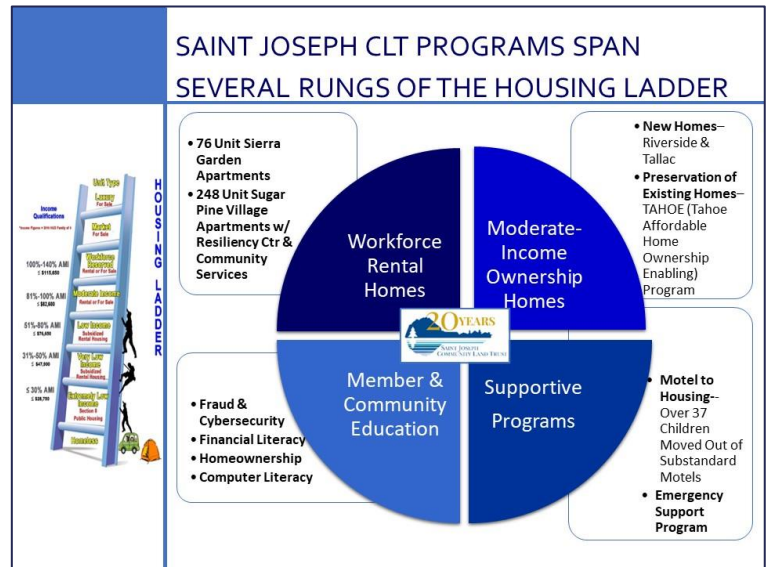 SAINT JOSEPH CLT PROGRAMS SPAN
SEVERAL RUNGS OF THE HOUSING LADDER
• 76 Unit Sierra
Garden
Apartments
• 248 Unit Sugar
Pine Village
Apartments w/
Resiliency Ctr &
Community
Services
Workforce
Rental
Homes
Moderate-
Income
Ownership
Homes
• New Homes–
Riverside &
Tallac
• Preservation of
Existing Homes–
TAHOE (Tahoe
Affordable
Home
Ownership
Enabling)
Program
20 YEARS
SAINT JOSEPH
COMMUNITY LAND TRUST
Member &
Community
Education
• Fraud &
Cybersecurity
• Financial Literacy
• Homeownership
• Computer Literacy
Supportive
Programs
• Motel to
Housing--
Over 37
Children
Moved Out of
Substandard
Motels
• Emergency
Support
Program
HOUSING LADDER
Income
Qualifications
Unit Type
Luxury
For Sale
Market
For Sale
100%-140% AMI
Workforce
Rental or For Sale
81%-100% AMI
Moderate Income
Rental or For Sale
51%-80% AMI
Low Income
Subsidized
Rental Housing
31%-50% AMI
Very Low
Income
Subsidized
Rental Housing
≤ 30% AMI
Extremely Low
Income
Section 8
Public Housing
Homeless